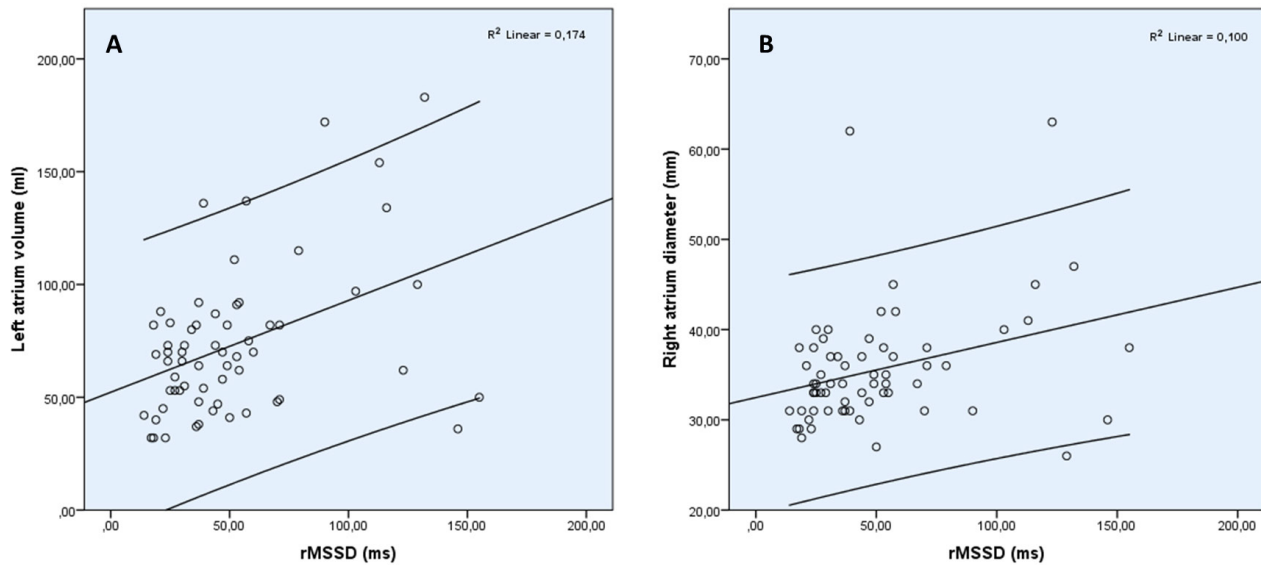 A
R² Linear = 0,174
200,00
150,00
100,00
50,00
,00
Left atrium volume (ml)
,00 50,00 100,00 150,00 200,00
rMSSD (ms)
B
R² Linear = 0,100
70,00
60,00
50,00
40,00
30,00
20,00
Right atrium diameter (mm)
,00 50,00 100,00 150,00 200,00
rMSSD (ms)